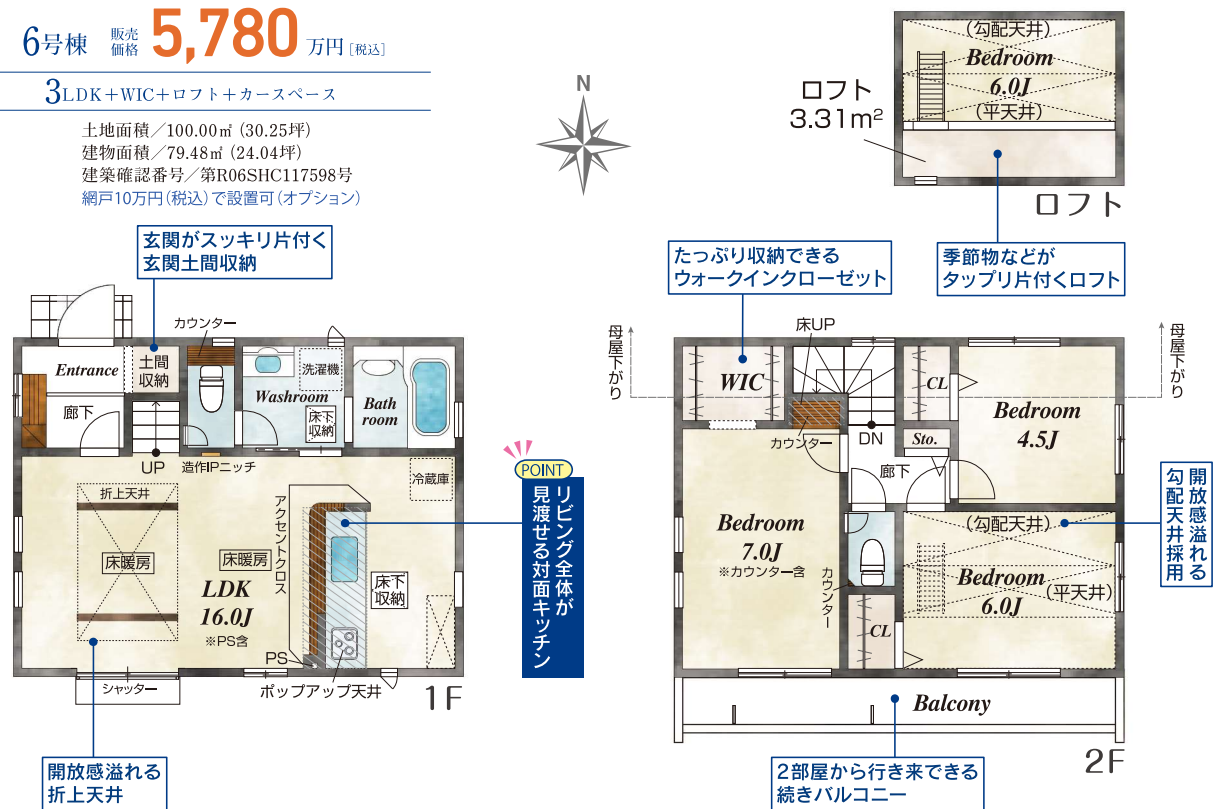 6号棟 販売価格 5,780 万円 [税込]
3LDK+WIC+ロフト+カースペース
土地面積／100.00㎡ (30.25坪)
建物面積／79.48㎡ (24.04坪)
建築確認番号／第R06SHC117598号
網戸10万円(税込)で設置可(オプション)
N
(勾配天井)
Bedroom
6.0J
(平天井)
ロフト
3.31m²
ロフト
季節物などが
タップリ片付くロフト
玄関がスッキリ片付く
玄関土間収納
カウンター
Entrance
土間
収納
廊下
UP
造作IPニッチ
Washroom
洗濯機
床下
収納
Bath
room
冷蔵庫
折上天井
床暖房
床暖房
アクセントクロス
LDK
16.0J
※PS含
床下
収納
PS
シャッター
ポップアップ天井
1F
POINT
リビング全体が
見渡せる対面キッチン
開放感溢れる
折上天井
たっぷり収納できる
ウォークインクローゼット
母屋下がり
母屋下がり
床UP
WIC
カウンター
DN
CL
Sto.
廊下
Bedroom
4.5J
Bedroom
7.0J
※カウンター含
カウンター
CL
(勾配天井)
Bedroom
6.0J
(平天井)
開放感溢れる
勾配天井採用
Balcony
2F
2部屋から行き来できる
続きバルコニー